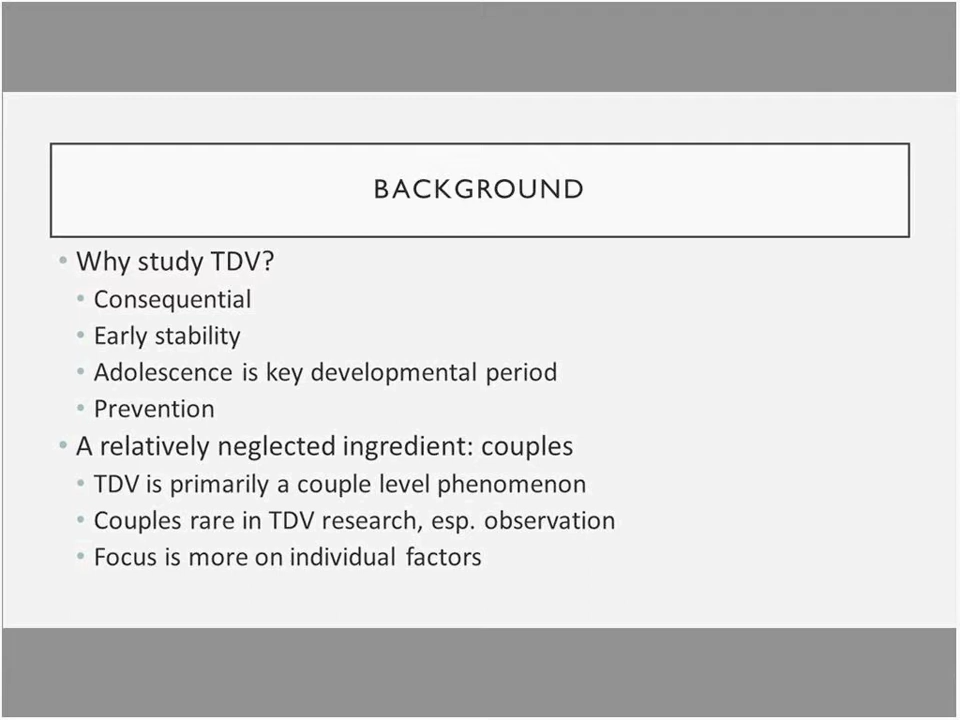 BACKGROUND
• Why study TDV?
• Consequential
• Early stability
• Adolescence is key developmental period
• Prevention
• A relatively neglected ingredient: couples
• TDV is primarily a couple level phenomenon
• Couples rare in TDV research, esp. observation
• Focus is more on individual factors